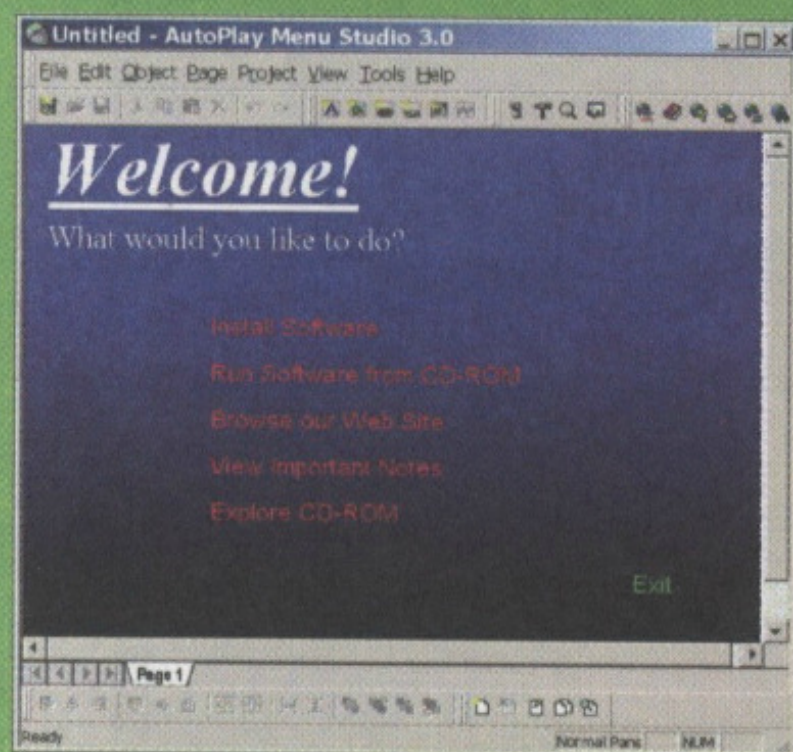 Untitled - AutoPlay Menu Studio 3.0
File Edit Object Page Project View Tools Help
Welcome!
What would you like to do?
Install Software
Run Software from CD-ROM
Browse our Web Site
View Important Notes
Explore CD-ROM
Exit
Page 1
Ready
Normal Pans NUM